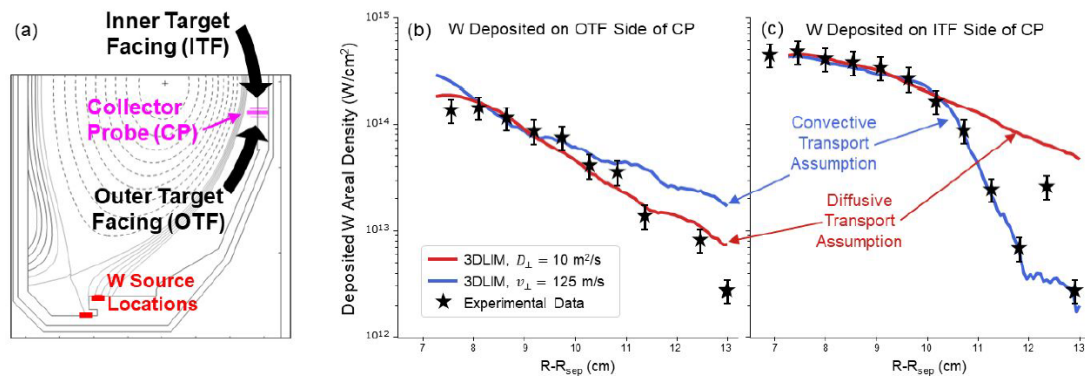 (a)
Inner Target
Facing (ITF)
Collector
Probe (CP)
Outer Target
Facing (OTF)
W Source
Locations
(b)
W Deposited on OTF Side of CP
Deposited W Areal Density (W/cm²)
10¹⁵
10¹⁴
10¹³
10¹²
3DLIM, D⊥ = 10 m²/s
3DLIM, v⊥ = 125 m/s
Experimental Data
7 8 9 10 11 12 13
R-Rsep (cm)
(c)
W Deposited on ITF Side of CP
Convective
Transport
Assumption
Diffusive
Transport
Assumption
7 8 9 10 11 12 13
R-Rsep (cm)